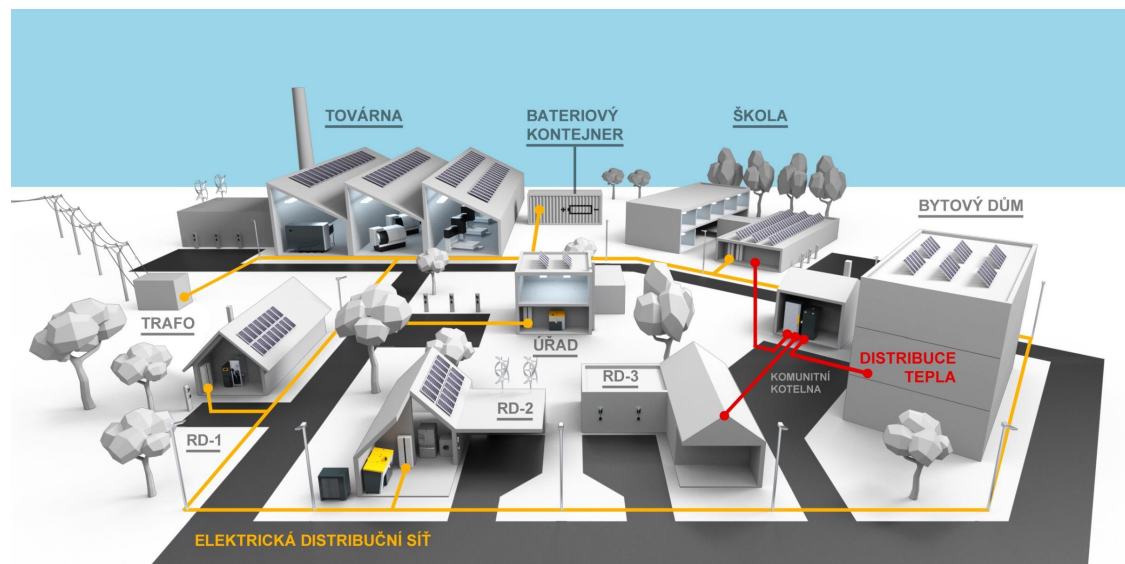 TOVÁRNA
BATERIOVÝ
KONTEJNER
ŠKOLA
BYTOVÝ DŮM
TRAFO
ÚŘAD
DISTRIBUCE
TEPLA
KOMUNITNÍ
KOTELNA
RD-3
RD-2
RD-1
ELEKTRICKÁ DISTRIBUČNÍ SÍŤ